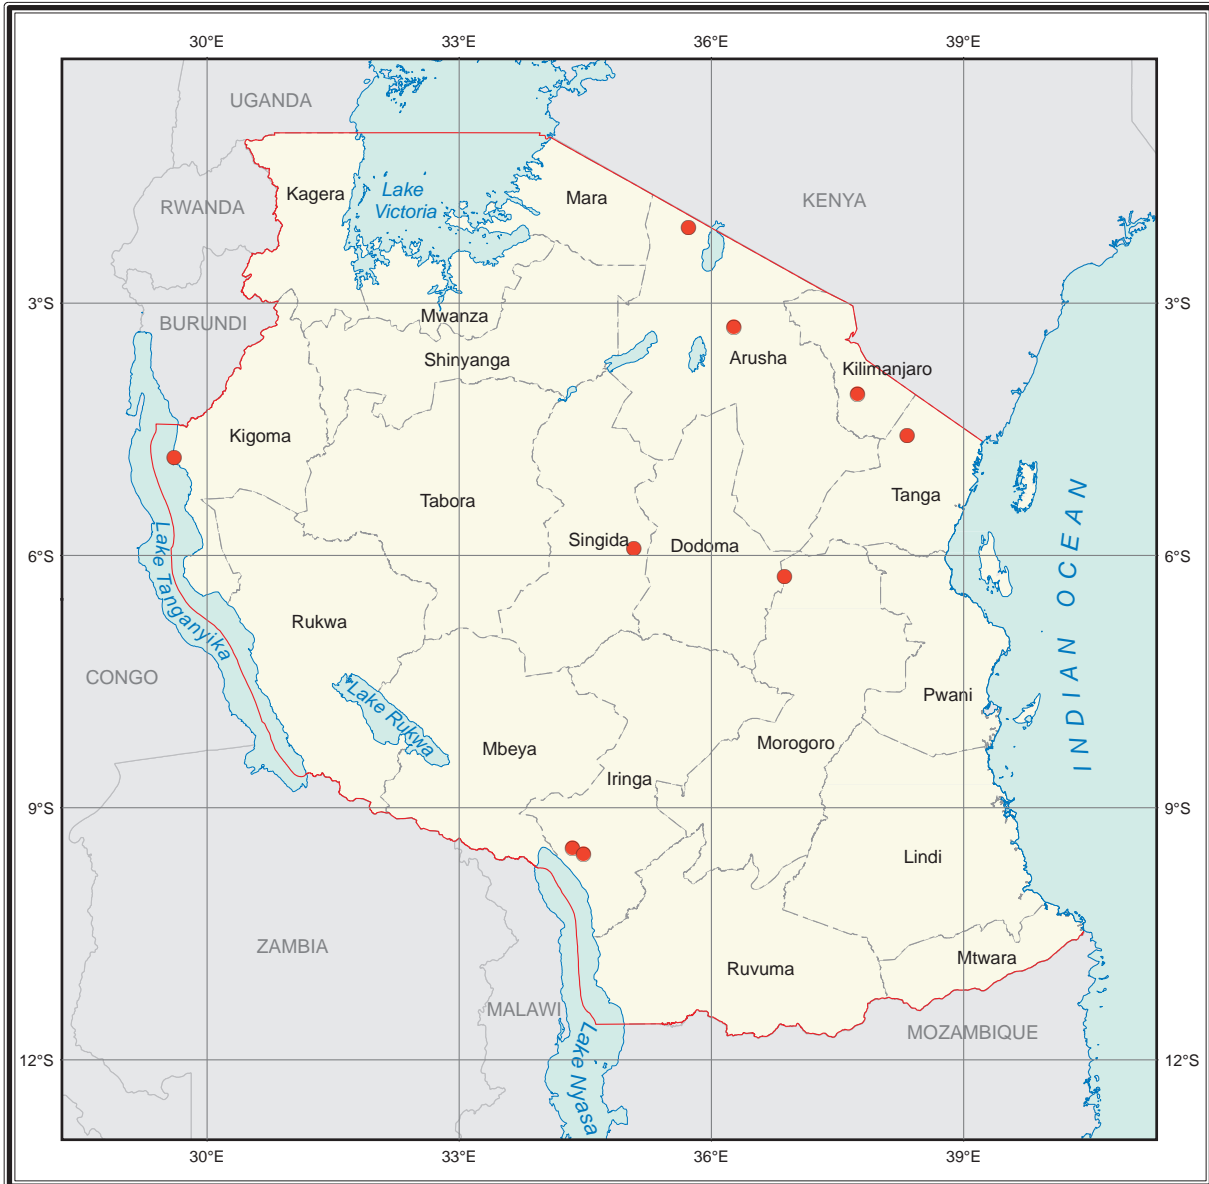 30°E 33°E 36°E 39°E
UGANDA
Kagera
Lake
Victoria
Mara
RWANDA
KENYA
3°S 3°S
BURUNDI
Mwanza
Shinyanga
Arusha
Kilimanjaro
Kigoma
Tabora
Tanga
Singida
Dodoma
6°S 6°S
Lake Tanganyika
INDIAN OCEAN
Rukwa
CONGO
Lake Rukwa
Pwani
Mbeya
Morogoro
Iringa
9°S 9°S
Lindi
ZAMBIA
Mtwara
Ruvuma
MALAWI
MOZAMBIQUE
Lake Nyasa
12°S 12°S
30°E 33°E 36°E 39°E